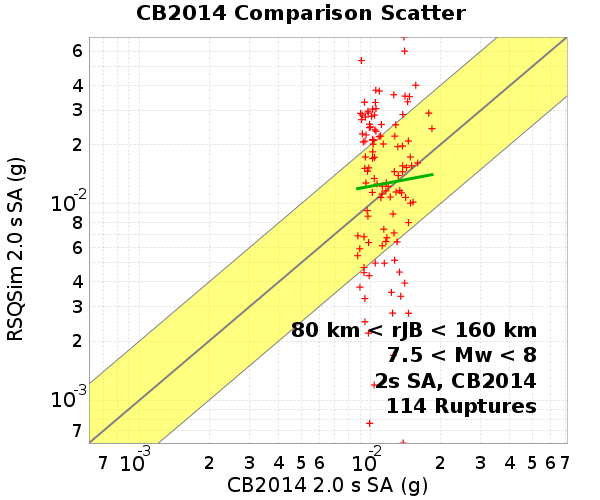 CB2014 Comparison Scatter
RSQSim 2.0 s SA (g)
6
4
3
2
10-2
8
6
4
3
2
10-3
7
80 km < rJB < 160 km
7.5 < Mw < 8
2s SA, CB2014
114 Ruptures
7 10-3 2 3 4 5 6 10-2 2 3 4 5 6 7
CB2014 2.0 s SA (g)